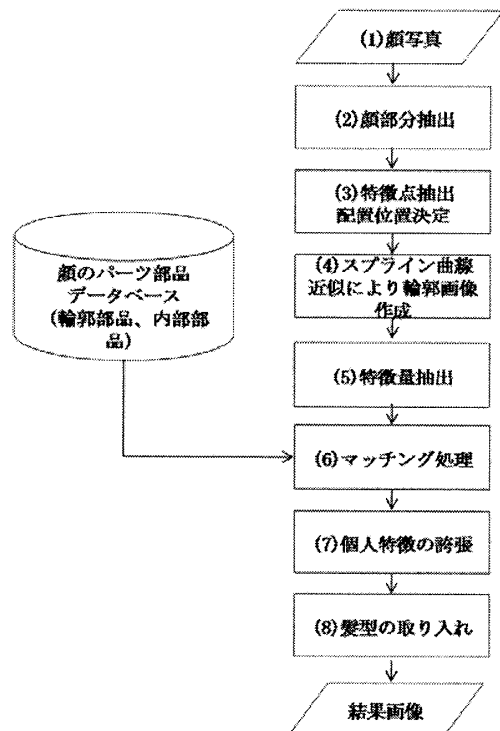 (1)顔写真
(2)顔部分抽出
(3)特徴点抽出
配置位置決定
(4)スプライン曲線
近似により輪郭画像
作成
(5)特徴量抽出
顔のパーツ部品
データベース
(輪郭部品、内部部
品)
(6)マッチング処理
(7)個人特徴の誇張
(8)髪型の取り入れ
結果画像